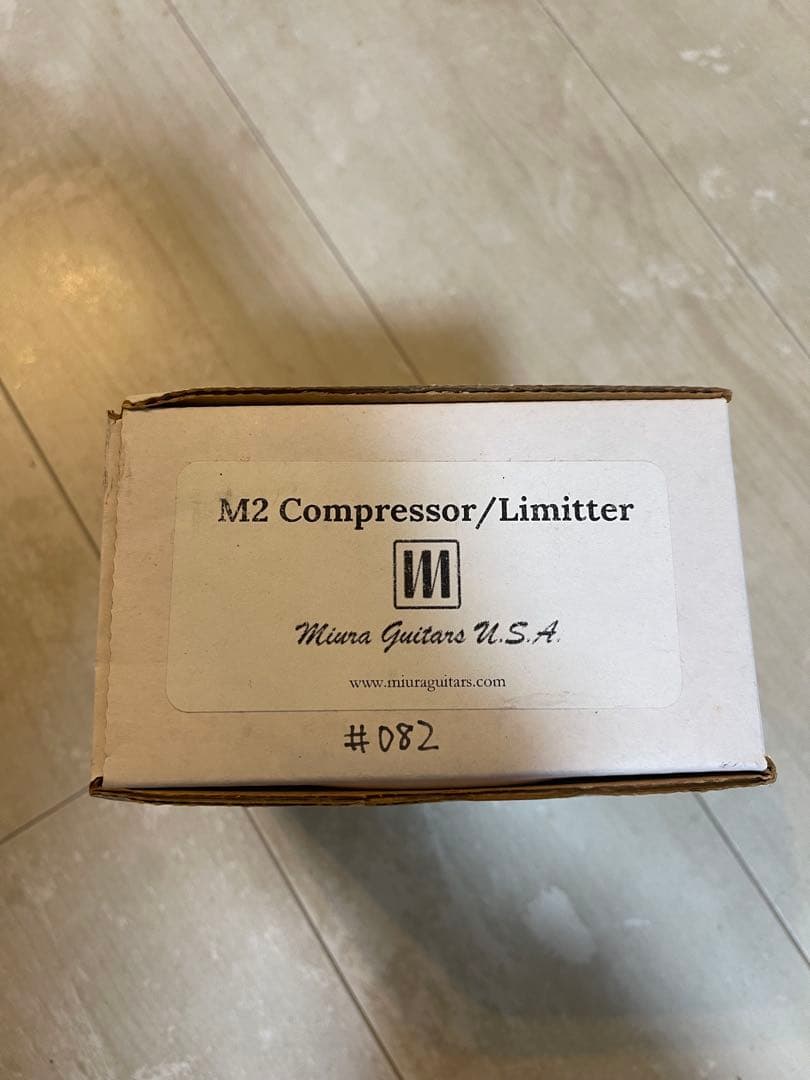 M2 Compressor/Limitter
M
Miura Guitars U.S.A.
www.miuraguitars.com
#082